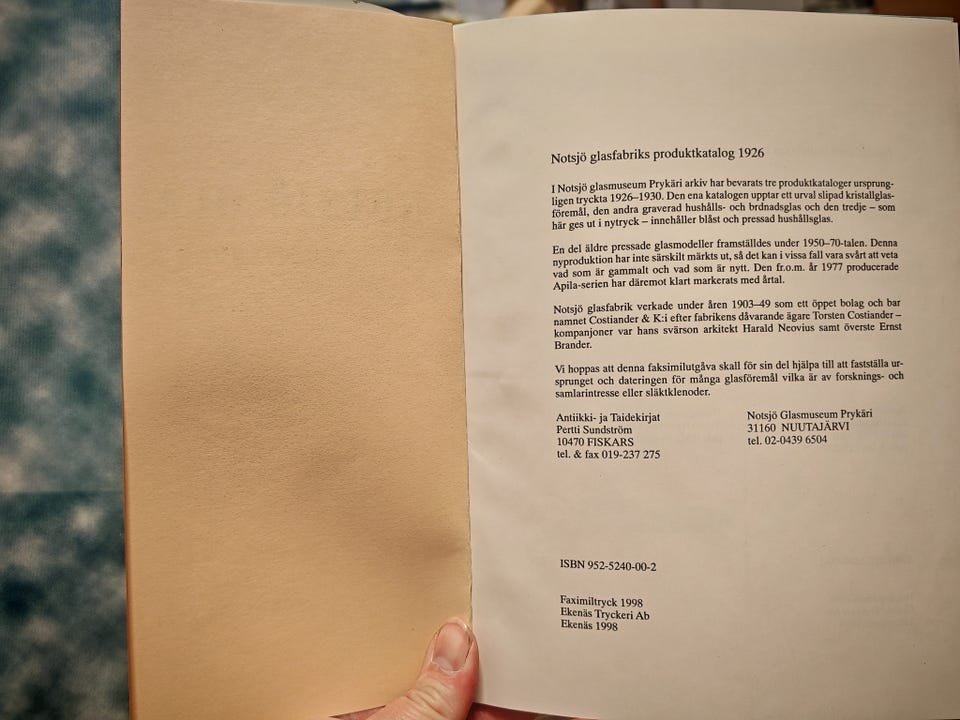 Notsjö glasfabriks produktkatalog 1926
I Notsjö glasmuseum Prykäri arkiv har bevarats tre produktkataloger ursprung-
ligen tryckta 1926–1930. Den ena katalogen upptar ett urval slipad kristallglas-
föremål, den andra graverad hushålls- och brdnadsglas och den tredje – som
här ges ut i nytryck – innehåller blåst och pressad hushållsglas.
En del äldre pressade glasmodeller framställdes under 1950–70-talen. Denna
nyproduktion har inte särskilt märkts ut, så det kan i vissa fall vara svårt att veta
vad som är gammalt och vad som är nytt. Den fr.o.m. år 1977 producerade
Apila-serien har däremot klart markerats med årtal.
Notsjö glasfabrik verkade under åren 1903–49 som ett öppet bolag och bar
namnet Costiander & K:i efter fabrikens dåvarande ägare Torsten Costiander –
kompanjoner var hans svärson arkitekt Harald Neovius samt överste Ernst
Brander.
Vi hoppas att denna faksimilutgåva skall för sin del hjälpa till att fastställa ur-
sprunget och dateringen för många glasföremål vilka är av forsknings- och
samlarintresse eller släktklenoder.
Antiikki- ja Taidekirjat
Pertti Sundström
10470 FISKARS
tel. & fax 019-237 275
Notsjö Glasmuseum Prykäri
31160 NUUTAJÄRVI
tel. 02-0439 6504
ISBN 952-5240-00-2
Faximiltryck 1998
Ekenäs Tryckeri Ab
Ekenäs 1998